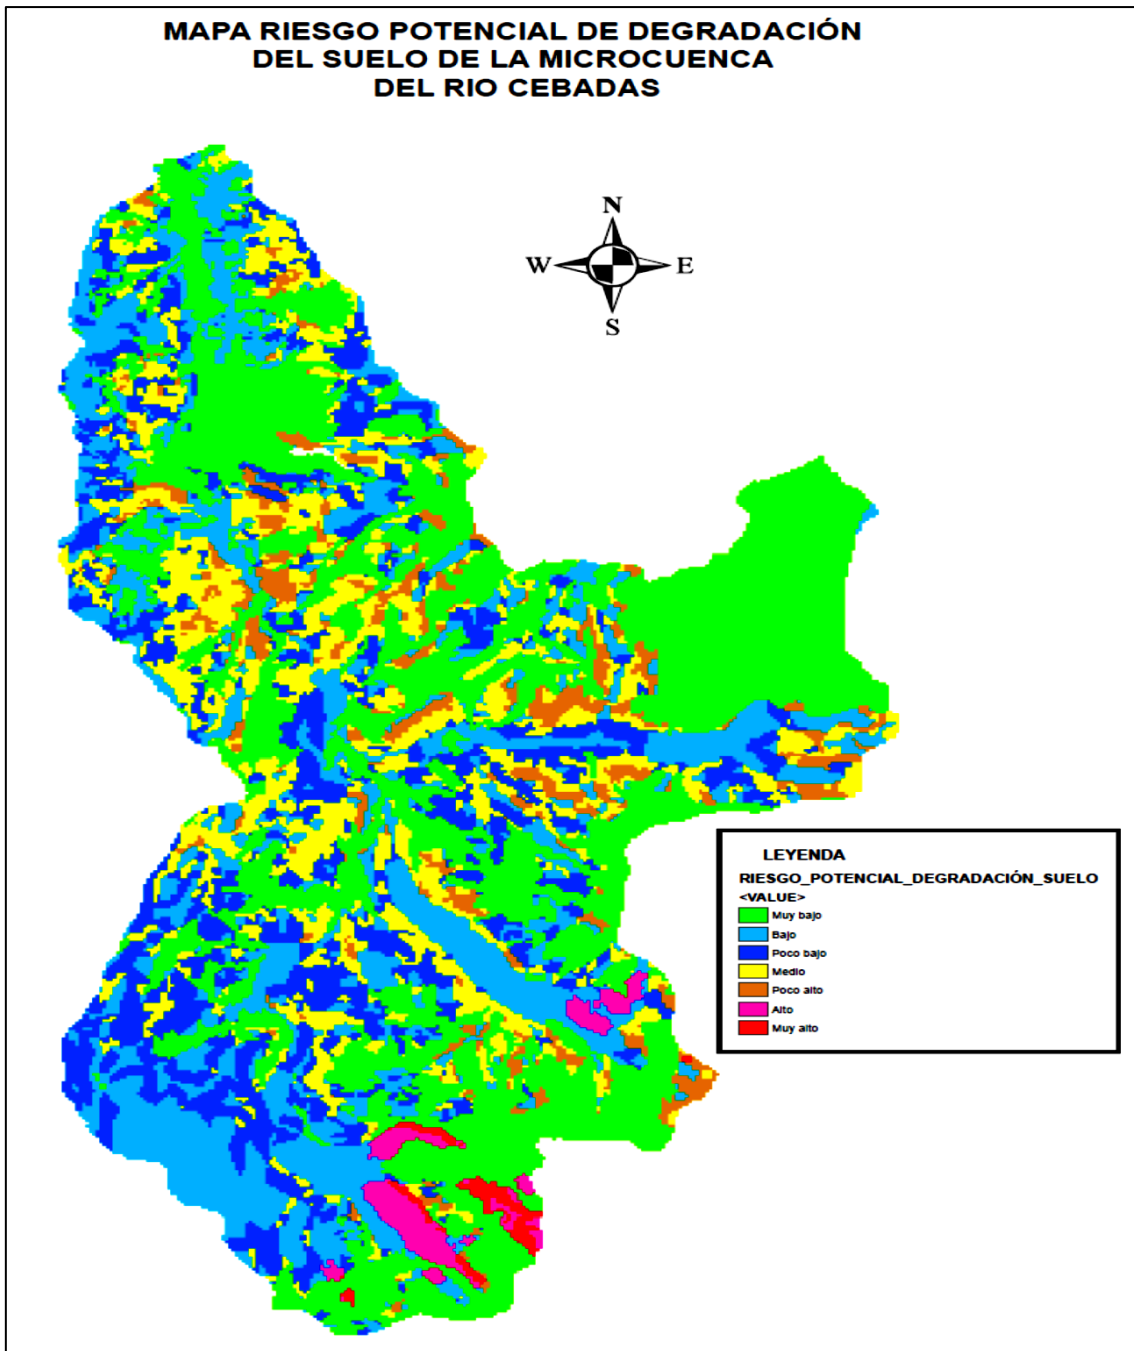 MAPA RIESGO POTENCIAL DE DEGRADACIÓN
DEL SUELO DE LA MICROCUENCA
DEL RIO CEBADAS
N
W E
S
LEYENDA
RIESGO_POTENCIAL_DEGRADACIÓN_SUELO
<VALUE>
Muy bajo
Bajo
Poco bajo
Medio
Poco alto
Alto
Muy alto